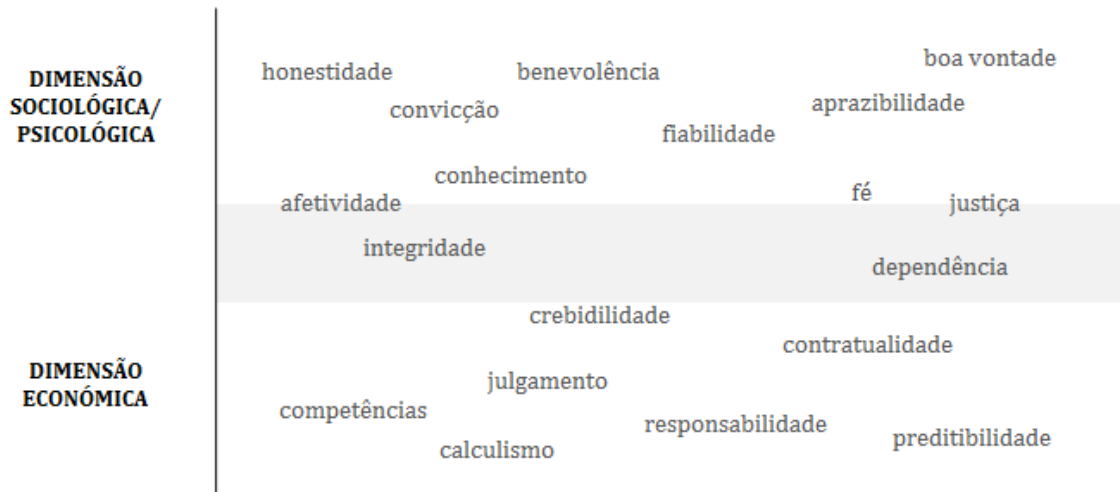 DIMENSÃO
SOCIOLÓGICA/
PSICOLÓGICA
honestidade
benevolência
boa vontade
convicção
aprazibilidade
fiabilidade
conhecimento
afetividade
fé
justiça
integridade
dependência
DIMENSÃO
ECONÓMICA
crebidilidade
contratualidade
julgamento
competências
responsabilidade
calculismo
preditibilidade